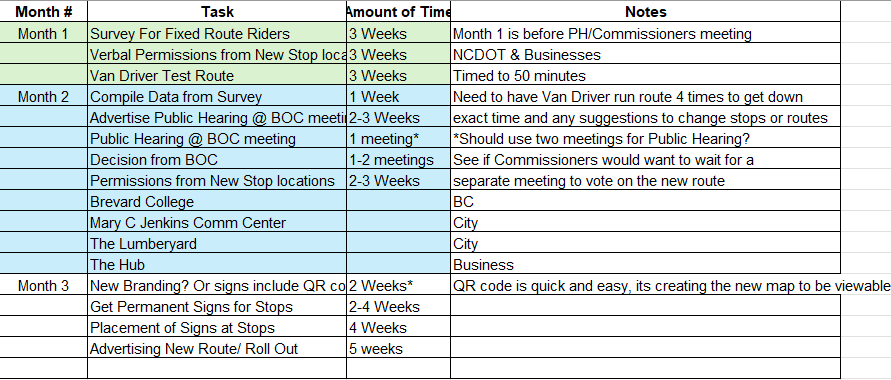 Month # Task Amount of Time Notes
Month 1 Survey For Fixed Route Riders 3 Weeks Month 1 is before PH/Commissioners meeting
Verbal Permissions from New Stop loca 3 Weeks NCDOT & Businesses
Van Driver Test Route 3 Weeks Timed to 50 minutes
Month 2 Compile Data from Survey 1 Week Need to have Van Driver run route 4 times to get down
Advertise Public Hearing @ BOC meeti 2-3 Weeks exact time and any suggestions to change stops or routes
Public Hearing @ BOC meeting 1 meeting* *Should use two meetings for Public Hearing?
Decision from BOC 1-2 meetings See if Commissioners would want to wait for a
Permissions from New Stop locations 2-3 Weeks separate meeting to vote on the new route
Brevard College BC
Mary C Jenkins Comm Center City
The Lumberyard City
The Hub Business
Month 3 New Branding? Or signs include QR co 2 Weeks* QR code is quick and easy, its creating the new map to be viewable
Get Permanent Signs for Stops 2-4 Weeks
Placement of Signs at Stops 4 Weeks
Advertising New Route/ Roll Out 5 weeks